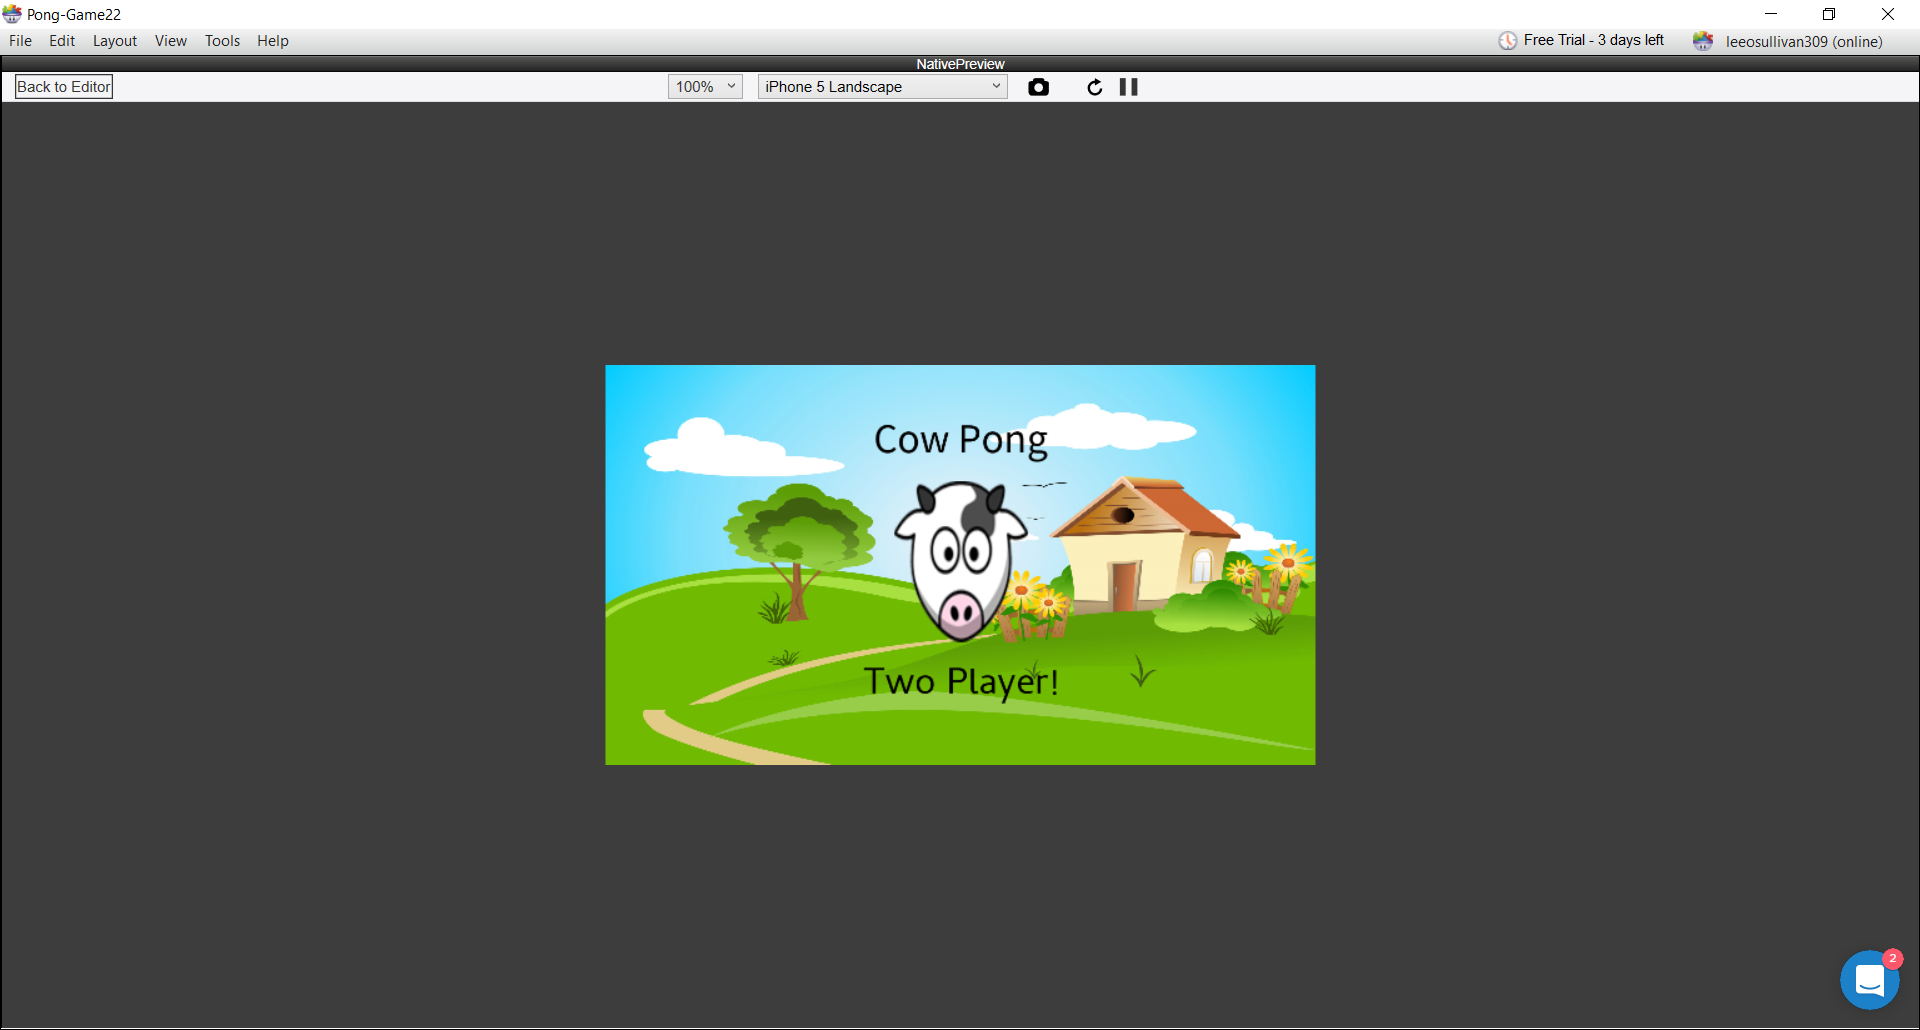 Pong-Game22
File Edit Layout View Tools Help
Free Trial - 3 days left
leeosullivan309 (online)
NativePreview
Back to Editor
100%
iPhone 5 Landscape
Cow Pong
Two Player!
2